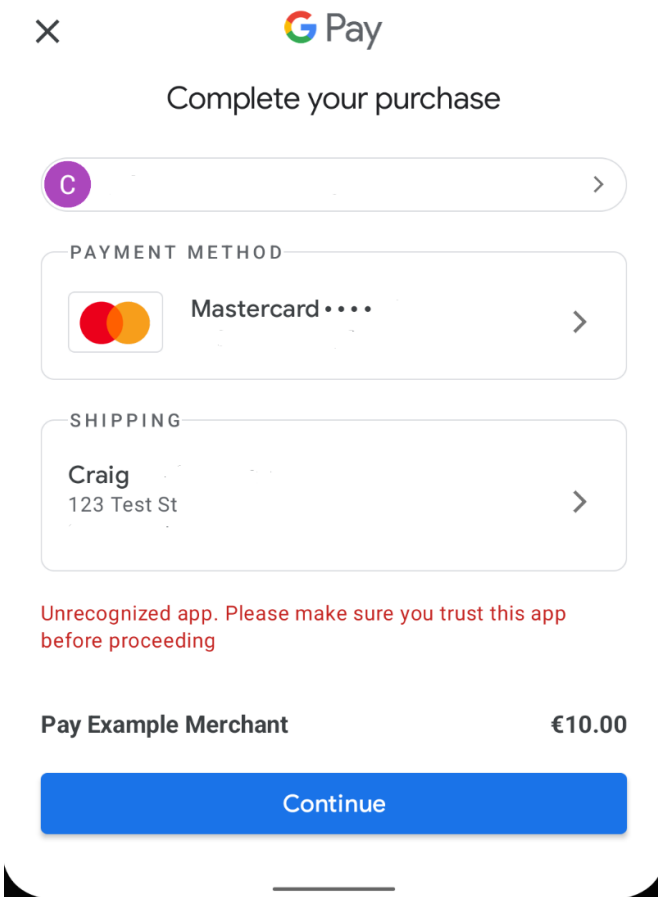 G Pay
Complete your purchase
C
PAYMENT METHOD
Mastercard ••••
SHIPPING
Craig
123 Test St
Unrecognized app. Please make sure you trust this app
before proceeding
Pay Example Merchant €10.00
Continue